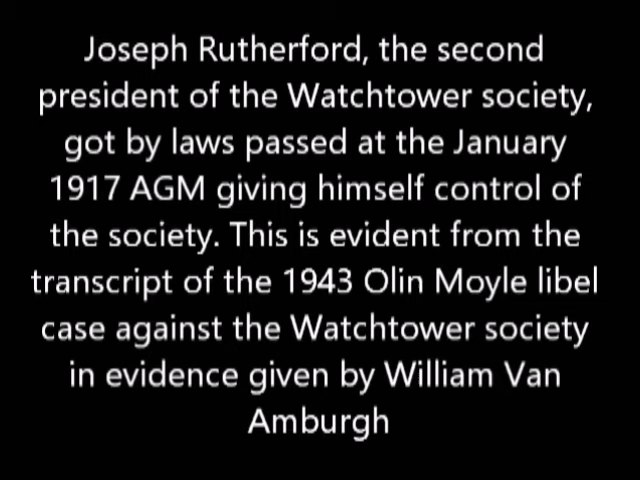 Joseph Rutherford, the second
president of the Watchtower society,
got by laws passed at the January
1917 AGM giving himself control of
the society. This is evident from the
transcript of the 1943 Olin Moyle libel
case against the Watchtower society
in evidence given by William Van
Amburgh